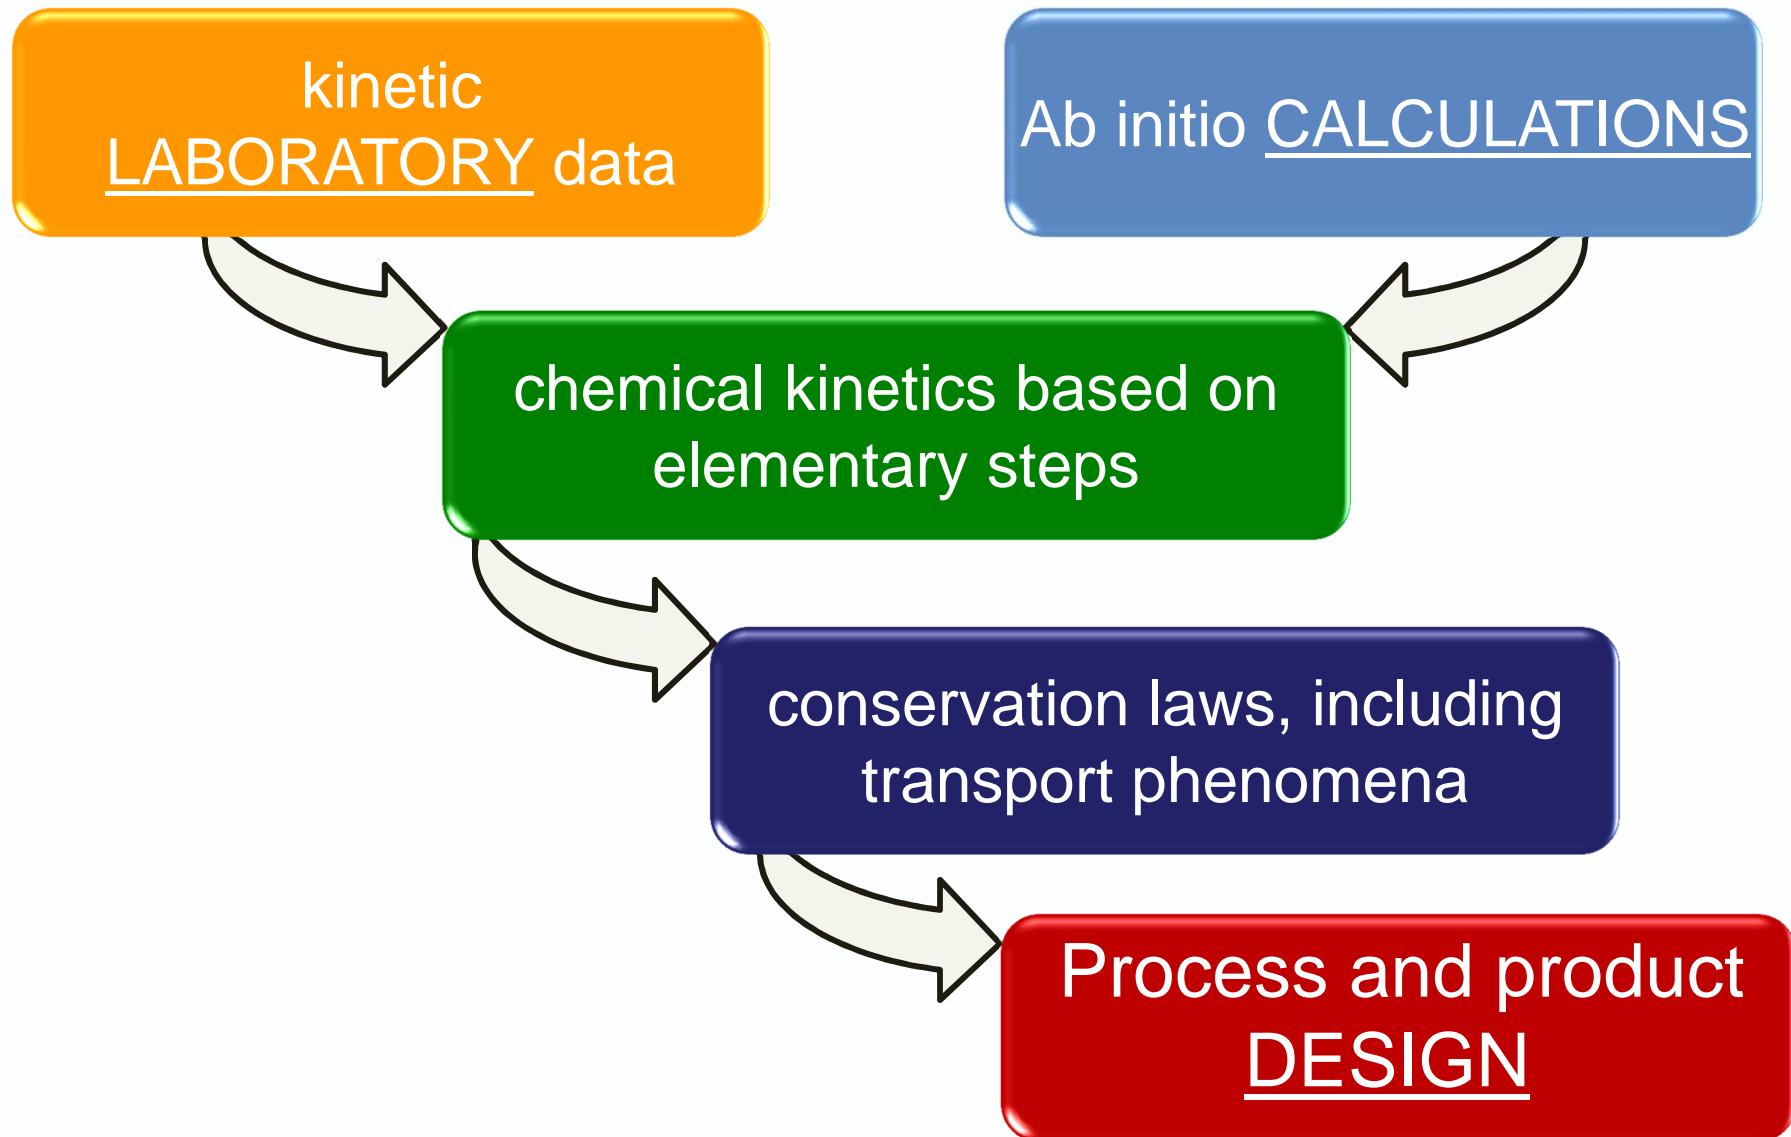 kinetic
LABORATORY data
Ab initio CALCULATIONS
chemical kinetics based on
elementary steps
conservation laws, including
transport phenomena
Process and product
DESIGN